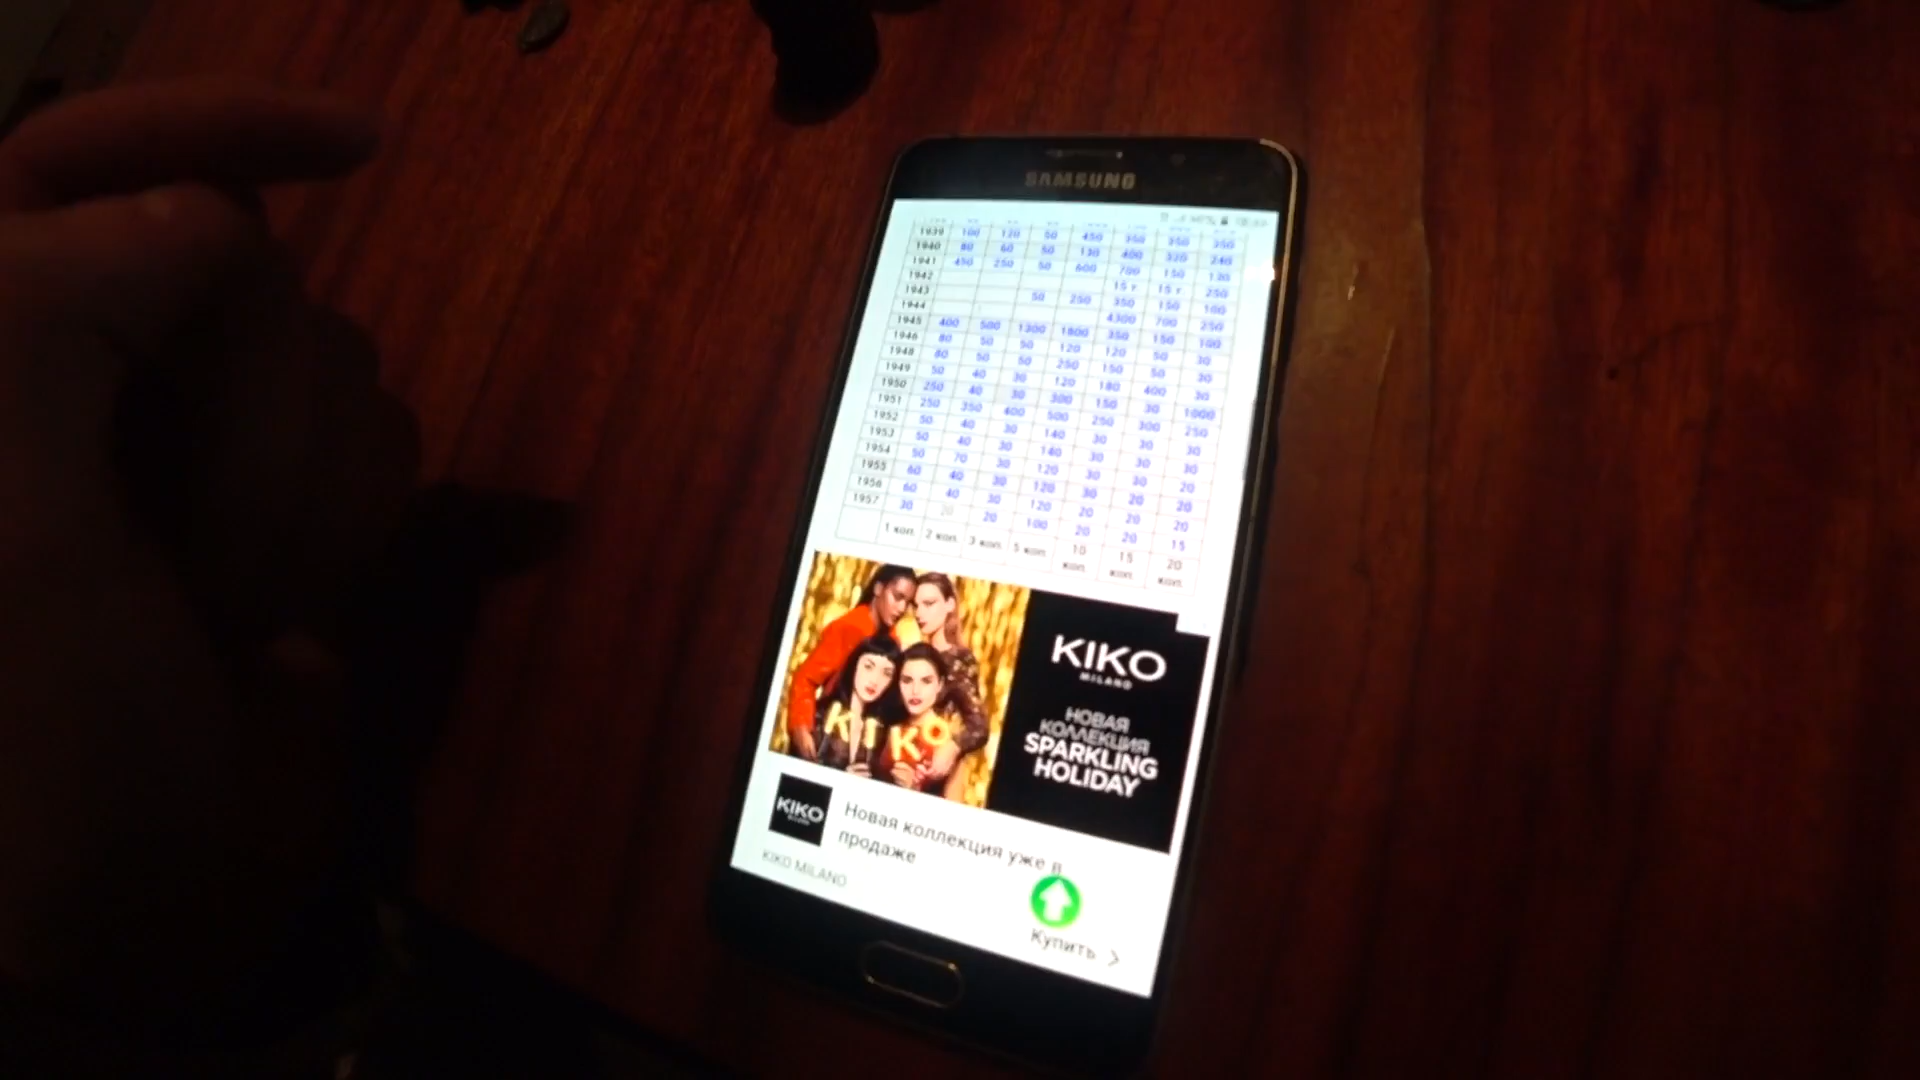 SAMSUNG
1939 100 120 50 450 350 350 350
1940 80 60 50 130 400 320 240
1941 450 250 50 600 700 150 120
1942 15 т 15 т 250
1943 50 250 350 150 100
1944 4300 700 250
1945 400 500 1300 1800 350 150 100
1946 80 50 50 120 120 50 30
1948 80 50 50 250 150 50 30
1949 50 40 30 120 180 400 30
1950 250 40 30 300 150 30 1000
1951 250 350 400 500 250 300 250
1952 50 40 30 140 30 30 30
1953 50 40 30 140 30 30 30
1954 50 70 30 120 30 30 20
1955 60 40 30 120 30 20 20
1956 60 40 30 120 20 20 20
1957 30 20 20 100 20 20 15
1 коп. 2 коп. 3 коп. 5 коп. 10 коп. 15 коп. 20 коп.
KIKO
MILANO
НОВАЯ
КОЛЛЕКЦИЯ
SPARKLING
HOLIDAY
KIKO
KIKO
MILANO
Новая коллекция уже в
продаже
KIKO MILANO
Купить